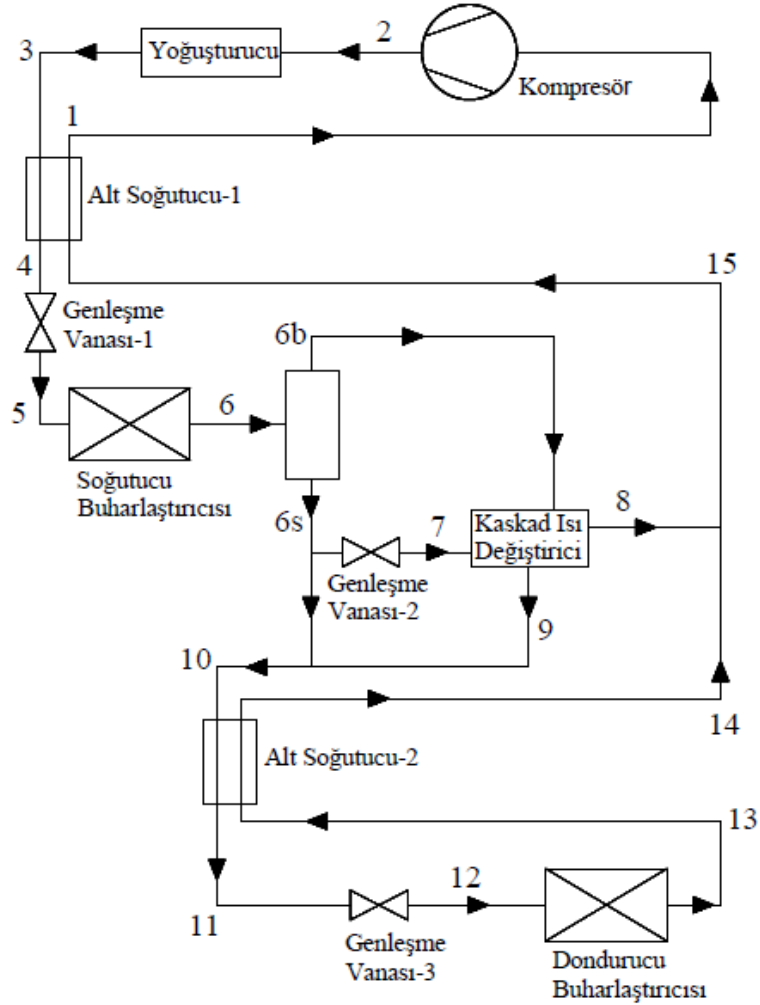 3
Yoğuşturucu
2
Kompresör
1
Alt Soğutucu-1
4
15
Genleşme
Vanası-1
6b
5
6
Soğutucu
Buharlaştırıcısı
6s
7
Kaskad Isı
Değiştirici
8
Genleşme
Vanası-2
9
10
14
Alt Soğutucu-2
13
12
11
Genleşme
Vanası-3
Dondurucu
Buharlaştırıcısı